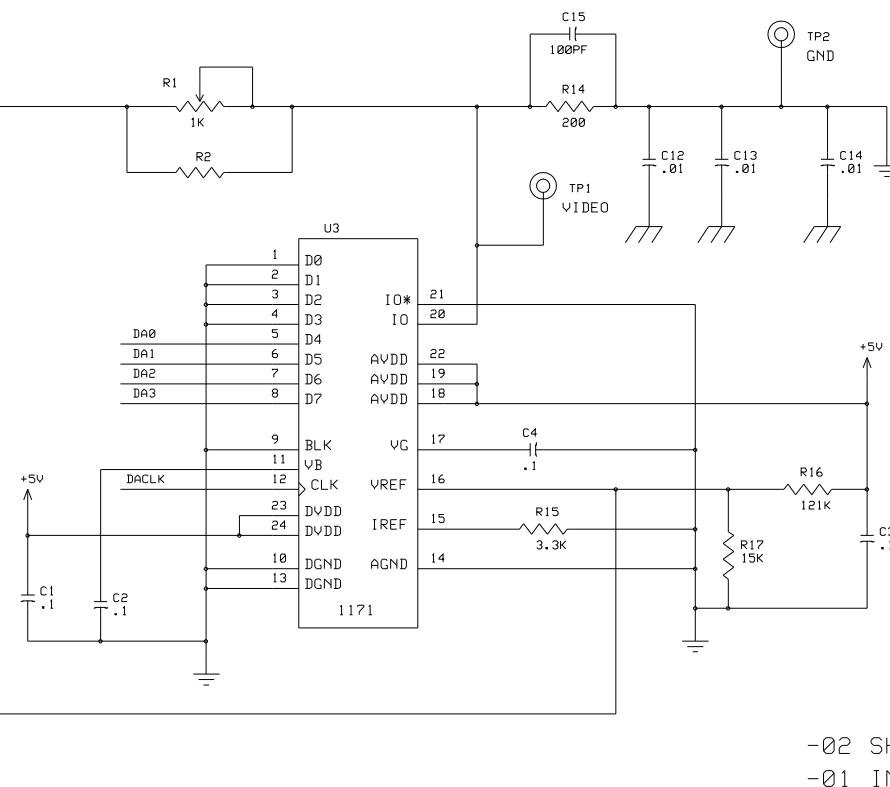 C15
100PF
TP2
GND
R1
1K
R14
200
R2
C12
.01
C13
.01
C14
.01
TP1
VIDEO
U3
1 D0
2 D1
3 D2
4 D3
DA0 5 D4
DA1 6 D5
DA2 7 D6
DA3 8 D7
9 BLK
11 VB
DACLK 12 CLK
23 DVDD
24 DVDD
10 DGND
13 DGND
IO* 21
IO 20
AVDD 22
AVDD 19
AVDD 18
VG 17
VREF 16
IREF 15
AGND 14
1171
+5V
C1
.1
C2
.1
C4
.1
R15
3.3K
+5V
R16
121K
R17
15K
-02
-01